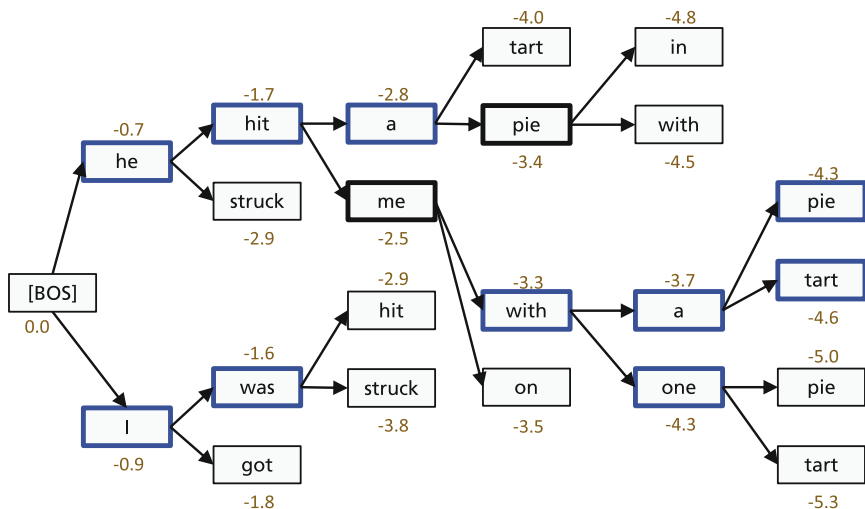 -4.0
-4.8
tart
in
-1.7
-2.8
-0.7
hit
a
pie
with
he
-3.4
-4.5
struck
me
-4.3
pie
-2.9
-2.5
[BOS]
-2.9
-3.3
-3.7
tart
0.0
hit
with
a
-4.6
-1.6
-5.0
was
struck
on
one
pie
I
-3.8
-3.5
-4.3
-0.9
got
tart
-1.8
-5.3